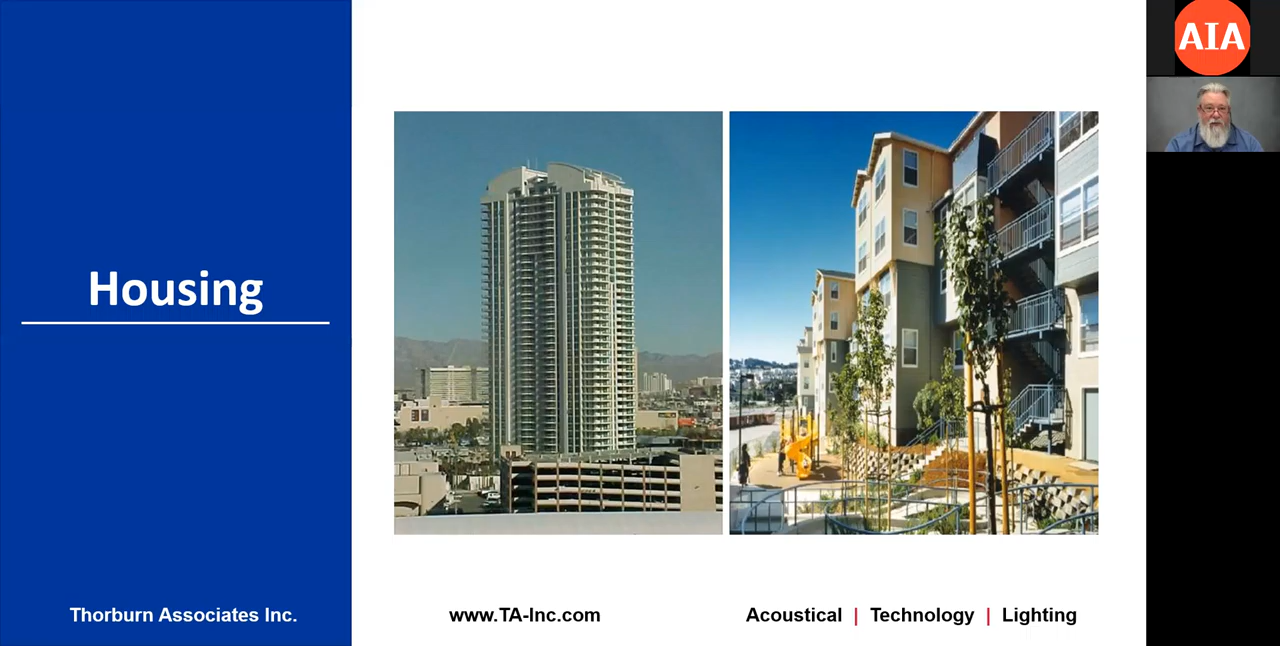 AIA
Housing
Thorburn Associates Inc.
www.TA-Inc.com
Acoustical | Technology | Lighting